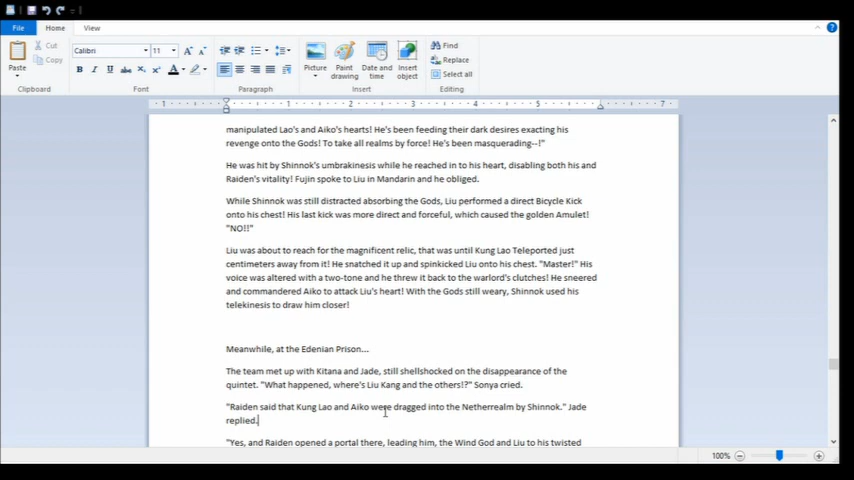 File
Home
View
Cut
Copy
Paste
Clipboard
Calibri
11
B I U abc X₂ X² A
Font
Paragraph
Picture
Paint drawing
Date and time
Insert object
Insert
Find
Replace
Select all
Editing
1 1 2 3 4 5 7
manipulated Lao's and Aiko's hearts! He's been feeding their dark desires exacting his
revenge onto the Gods! To take all realms by force! He's been masquerading--!"
He was hit by Shinnok's umbrakinesis while he reached in to his heart, disabling both his and
Raiden's vitality! Fujin spoke to Liu in Mandarin and he obliged.
While Shinnok was still distracted absorbing the Gods, Liu performed a direct Bicycle Kick
onto his chest! His last kick was more direct and forceful, which caused the golden Amulet!
"NO!!"
Liu was about to reach for the magnificent relic, that was until Kung Lao Teleported just
centimeters away from it! He snatched it up and spinkicked Liu onto his chest. "Master!" His
voice was altered with a two-tone and he threw it back to the warlord's clutches! He sneered
and commandered Aiko to attack Liu's heart! With the Gods still weary, Shinnok used his
telekinesis to draw him closer!
Meanwhile, at the Edenian Prison...
The team met up with Kitana and Jade, still shellshocked on the disappearance of the
quintet. "What happened, where's Liu Kang and the others!?" Sonya cried.
"Raiden said that Kung Lao and Aiko were dragged into the Netherrealm by Shinnok." Jade
replied.
"Yes, and Raiden opened a portal there, leading him, the Wind God and Liu to his twisted
100%